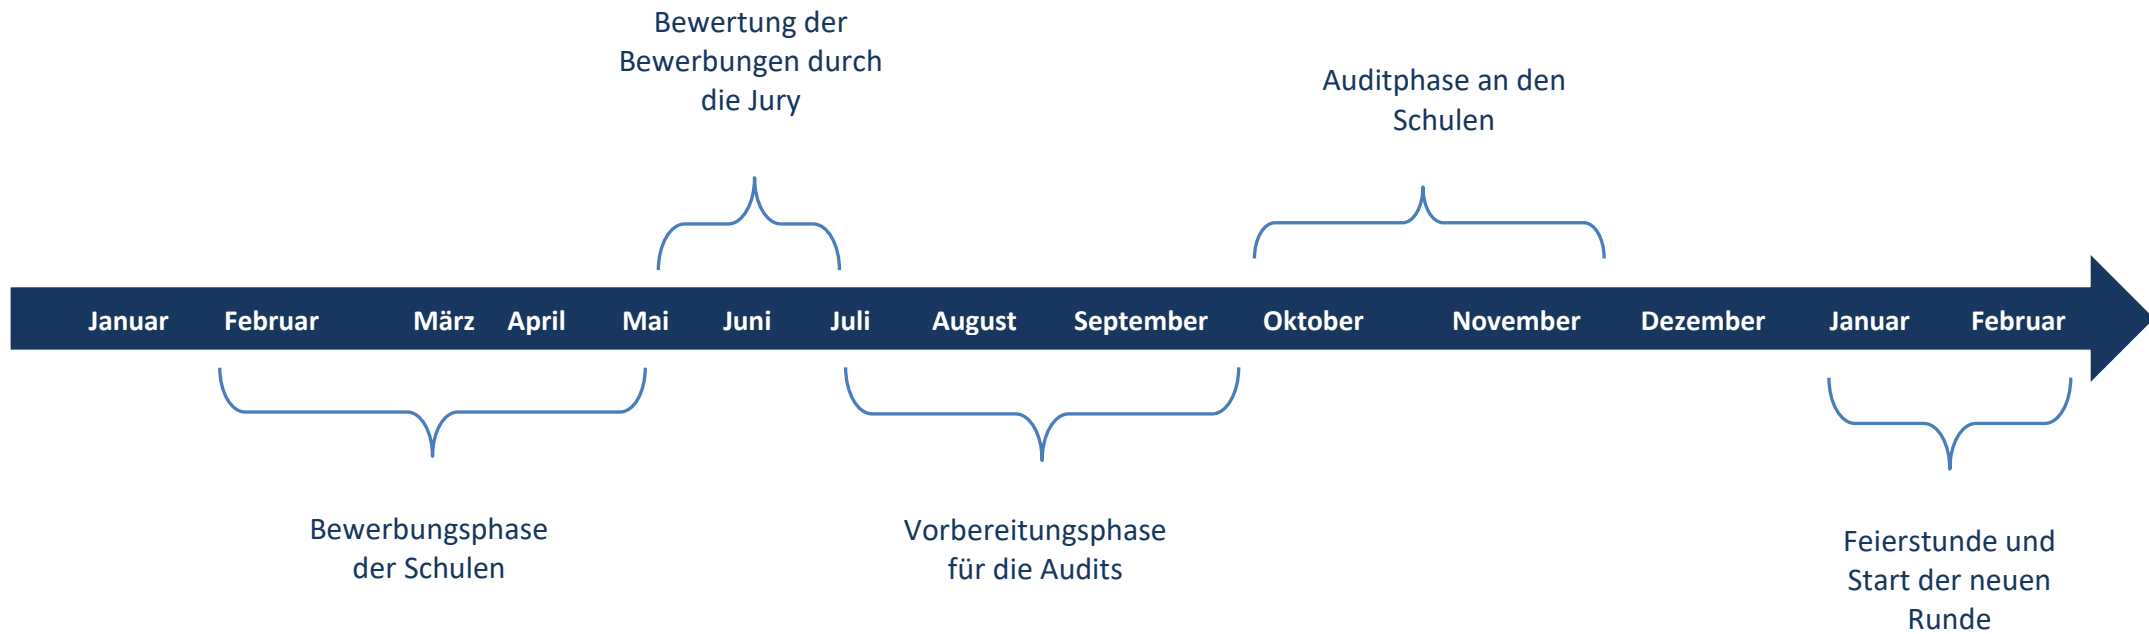 Bewertung der
Bewerbungen durch
die Jury
Auditphase an den
Schulen
Januar Februar März April Mai Juni Juli August September Oktober November Dezember Januar Februar
Bewerbungsphase
der Schulen
Vorbereitungsphase
für die Audits
Feierstunde und
Start der neuen
Runde